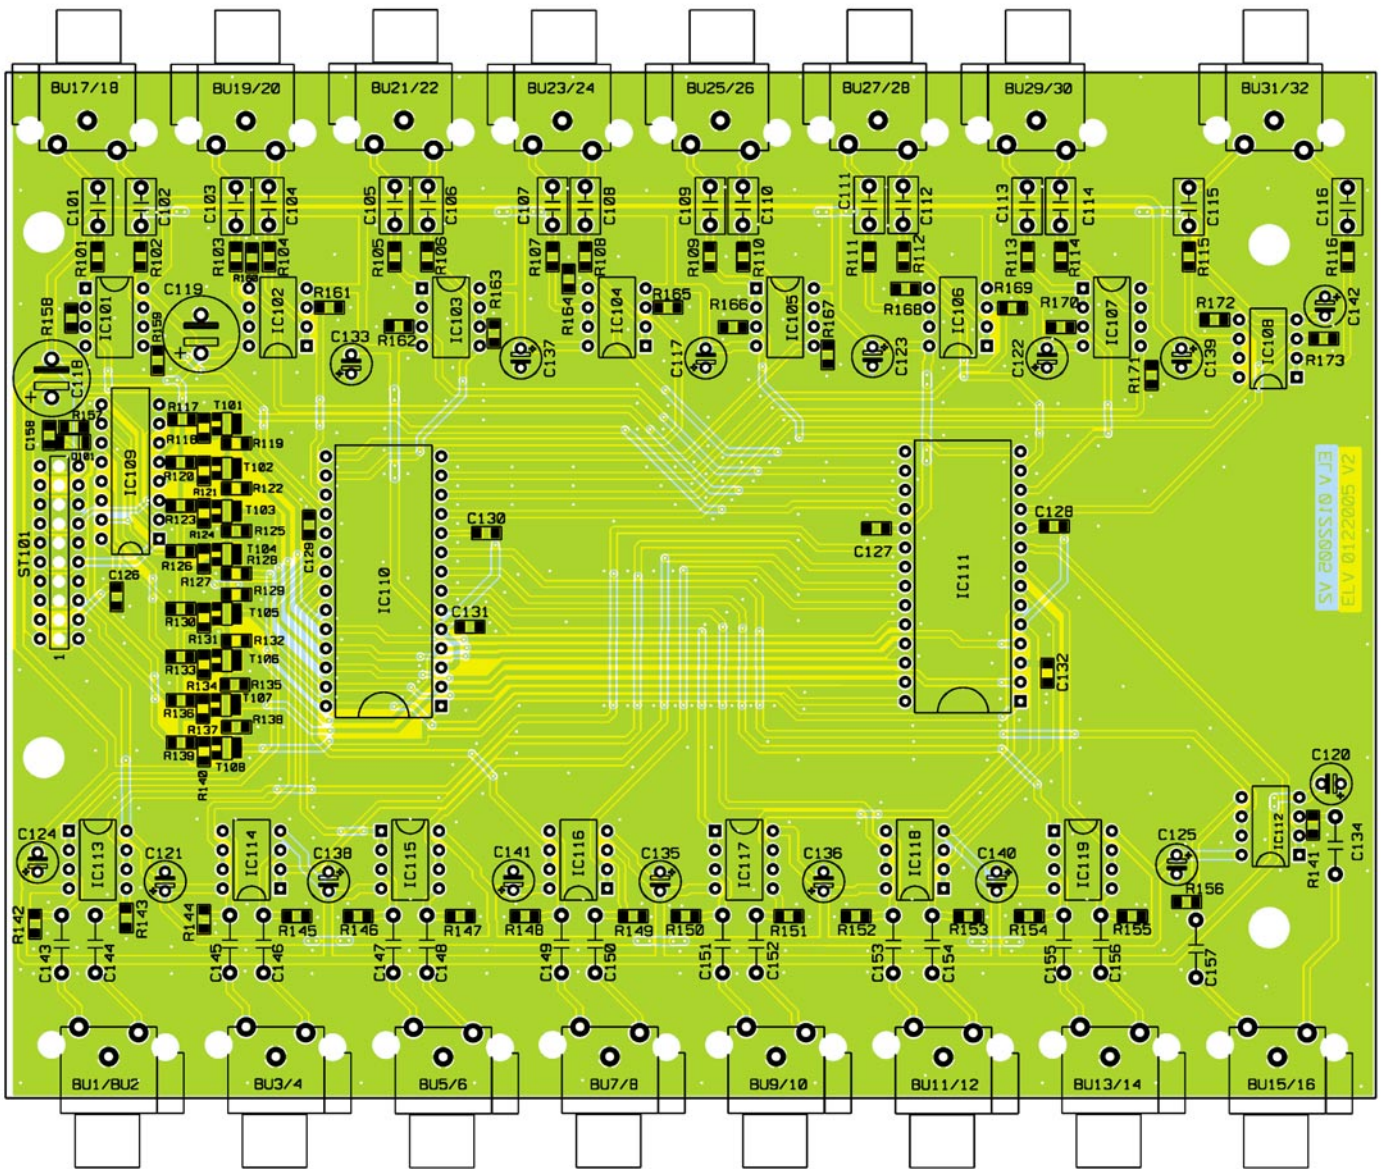 BU17/18 BU19/20 BU21/22 BU23/24 BU25/26 BU27/28 BU29/30 BU31/32
C101 C102 C103 C104 C105 C106 C107 C108 C109 C110 C111 C112 C113 C114 C115 C116
R101 R102 R103 R160 R104 R105 R106 R107 R108 R109 R110 R111 R112 R113 R114 R115 R116
R158 IC101 R159 C119 IC102 R161 C133 R162 IC103 R163 C137 R164 IC104 R165 C117 R166 IC105 R167 C123 R168 IC106 R169 C122 R170 IC107 R171 C139 R172 IC108 R173 C142
C118
C158 R157 D101
IC109
ST101
1
C126
R117 T101
R118 R119
R120 T102
R121 R122
R123 T103
R124 R125
R126 T104
R127 R128
R129
R130 T105
R131 R132
R133 T106
R134 R135
R136 T107
R137 R138
R139 T108
R140
C129 IC110 C130 C131
C127 IC111 C128 C132
ELV 0122005 V2
ELV 0122005 V2
C120
C124 IC113 C121 IC114 C138 IC115 C141 IC116 C135 IC117 C136 IC118 C140 IC119 C125 IC112 R141 C134
R142 R143 R144 R145 R146 R147 R148 R149 R150 R151 R152 R153 R154 R155 R156
C143 C144 C145 C146 C147 C148 C149 C150 C151 C152 C153 C154 C155 C156 C157
BU1/BU2 BU3/4 BU5/6 BU7/8 BU9/10 BU11/12 BU13/14 BU15/16